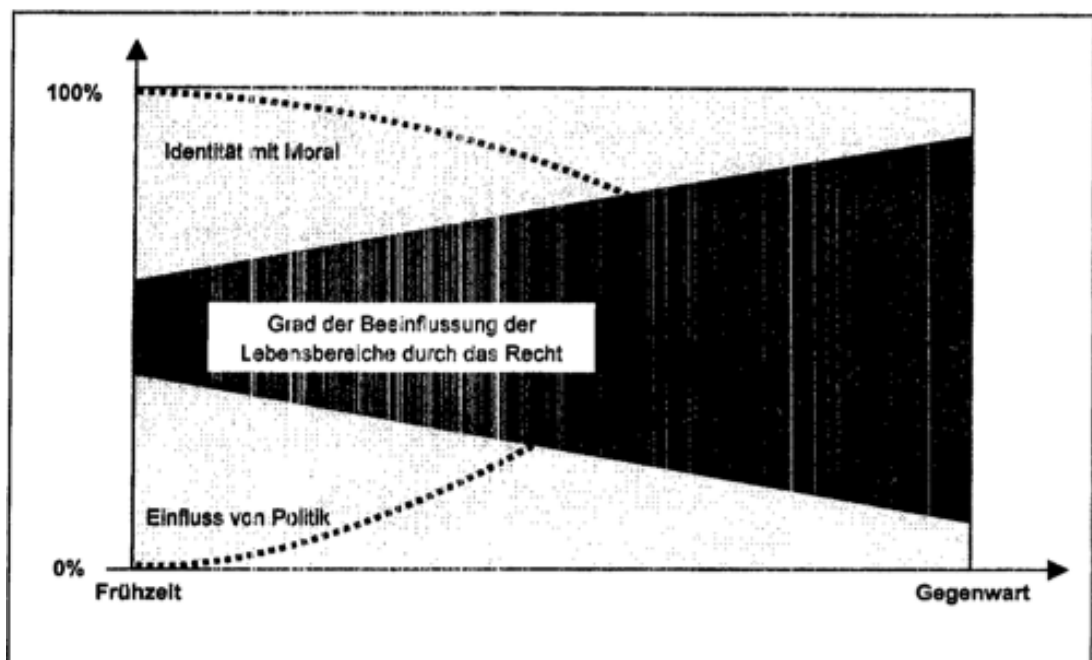 100%
Identität mit Moral
Grad der Beeinflussung der
Lebensbereiche durch das Recht
Einfluss von Politik
0%
Frühzeit
Gegenwart